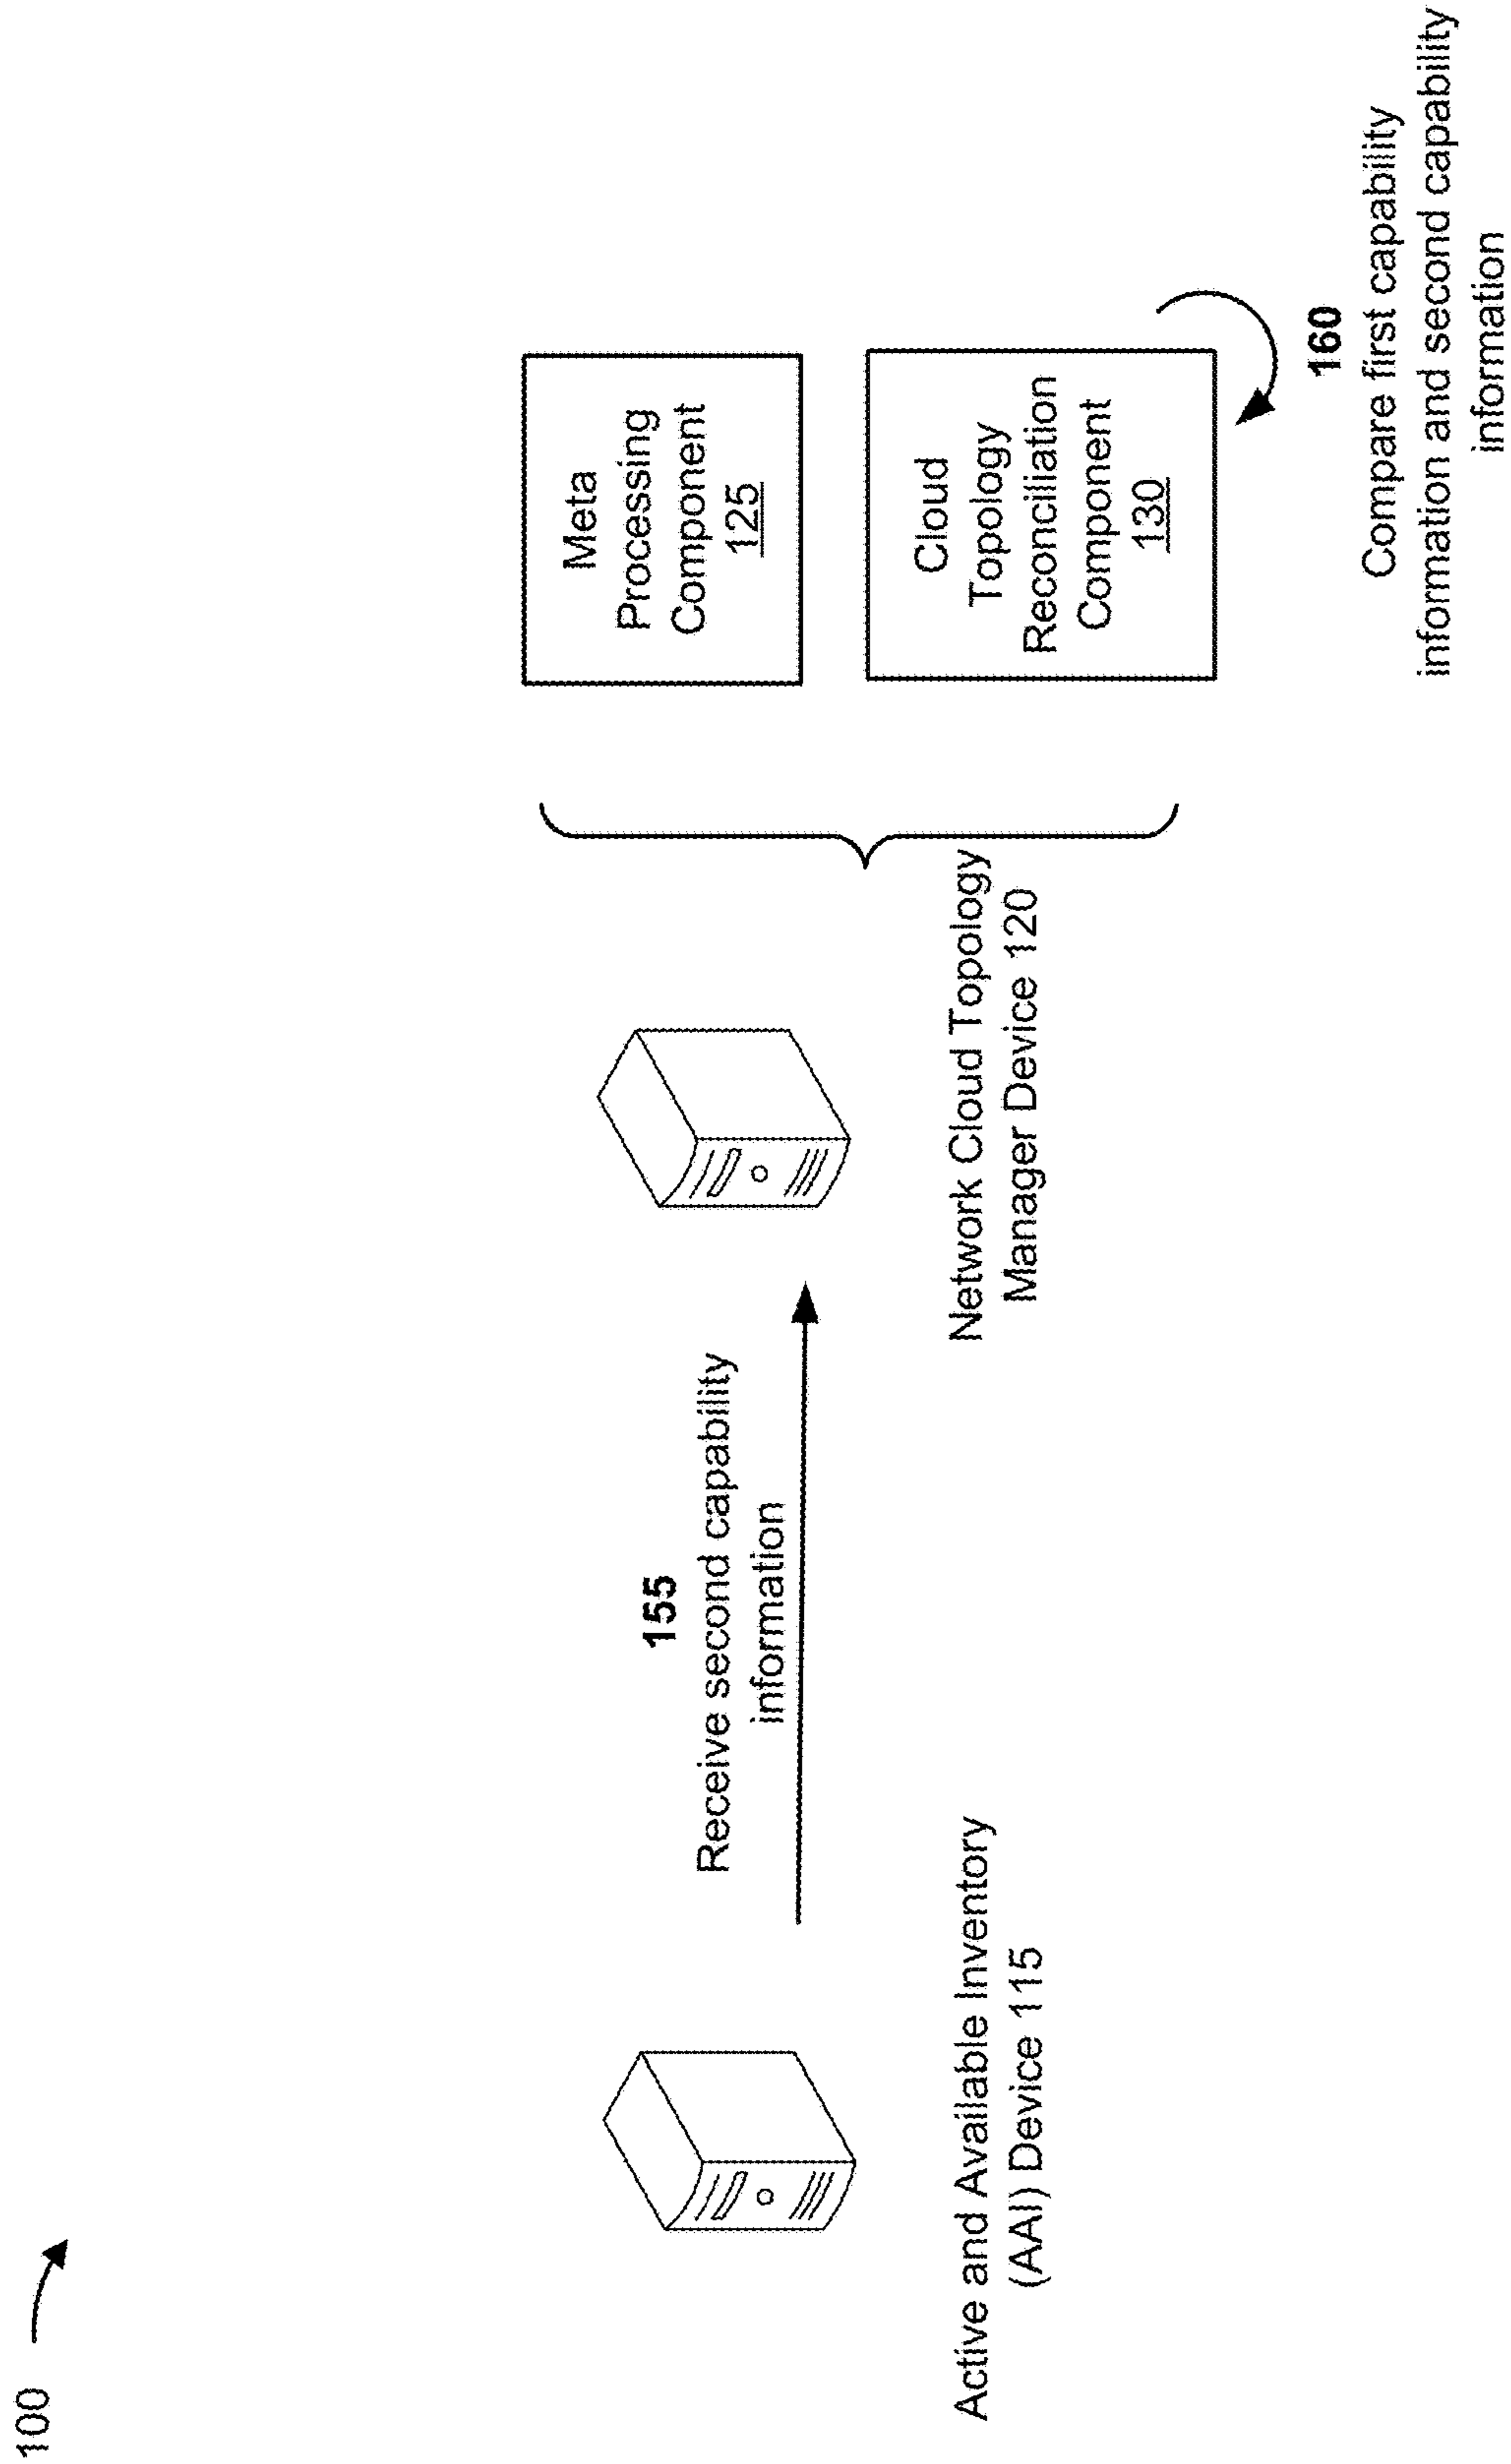 100
155
Receive second capability
information
Active and Available Inventory
(AAI) Device 115
Network Cloud Topology
Manager Device 120
Meta
Processing
Component
125
Cloud
Topology
Reconciliation
Component
130
160
Compare first capability
information and second capability
information